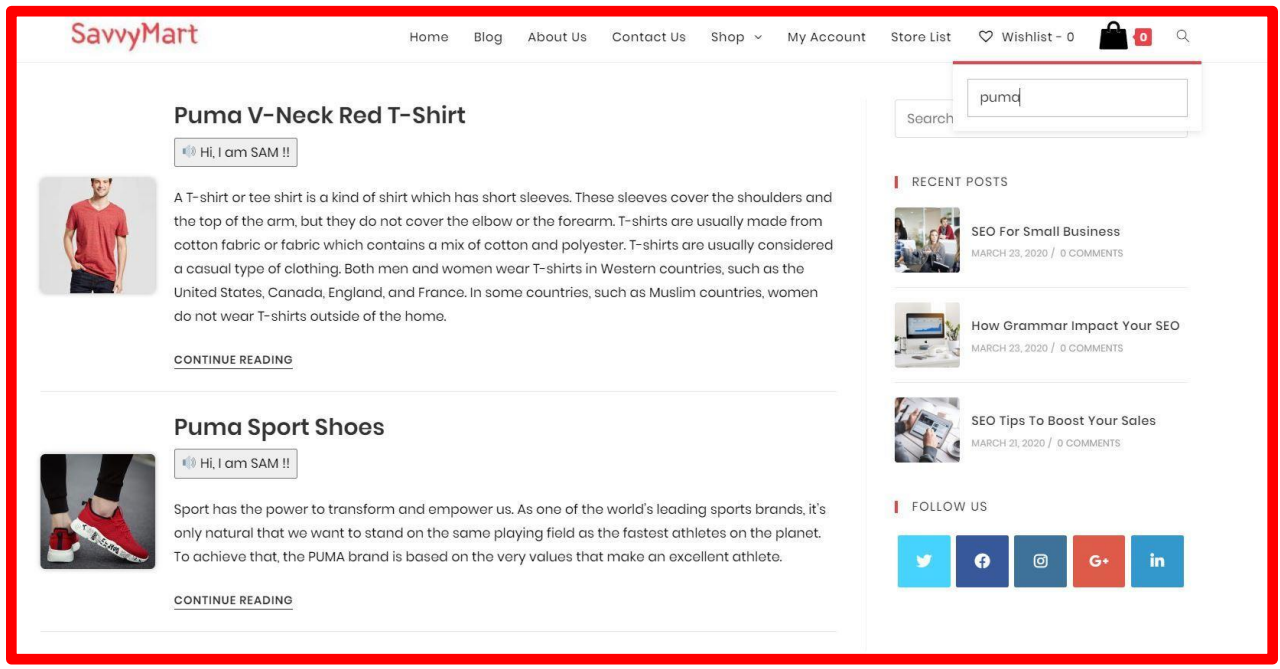 SavvyMart
Home Blog About Us Contact Us Shop My Account Store List Wishlist - 0 0
puma
Search
Puma V-Neck Red T-Shirt
Hi, I am SAM !!
A T-shirt or tee shirt is a kind of shirt which has short sleeves. These sleeves cover the shoulders and
the top of the arm, but they do not cover the elbow or the forearm. T-shirts are usually made from
cotton fabric or fabric which contains a mix of cotton and polyester. T-shirts are usually considered
a casual type of clothing. Both men and women wear T-shirts in Western countries, such as the
United States, Canada, England, and France. In some countries, such as Muslim countries, women
do not wear T-shirts outside of the home.
CONTINUE READING
Puma Sport Shoes
Hi, I am SAM !!
Sport has the power to transform and empower us. As one of the world's leading sports brands, it's
only natural that we want to stand on the same playing field as the fastest athletes on the planet.
To achieve that, the PUMA brand is based on the very values that make an excellent athlete.
CONTINUE READING
RECENT POSTS
SEO For Small Business
MARCH 23, 2020 / 0 COMMENTS
How Grammar Impact Your SEO
MARCH 23, 2020 / 0 COMMENTS
SEO Tips To Boost Your Sales
MARCH 21, 2020 / 0 COMMENTS
FOLLOW US
G+
in